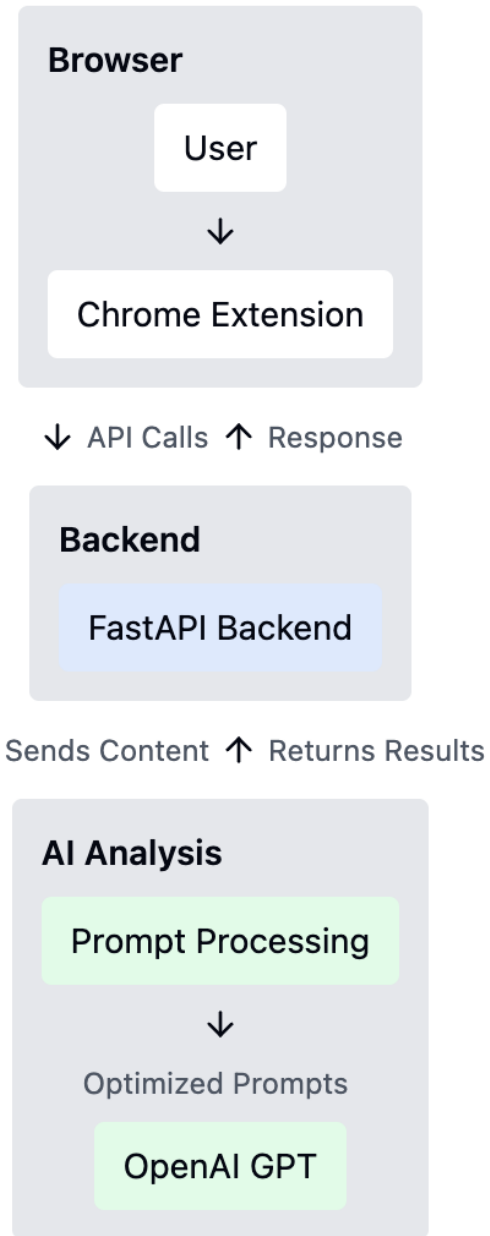 Browser
User
↓
Chrome Extension
↓ API Calls ↑ Response
Backend
FastAPI Backend
Sends Content ↑ Returns Results
AI Analysis
Prompt Processing
↓
Optimized Prompts
OpenAI GPT